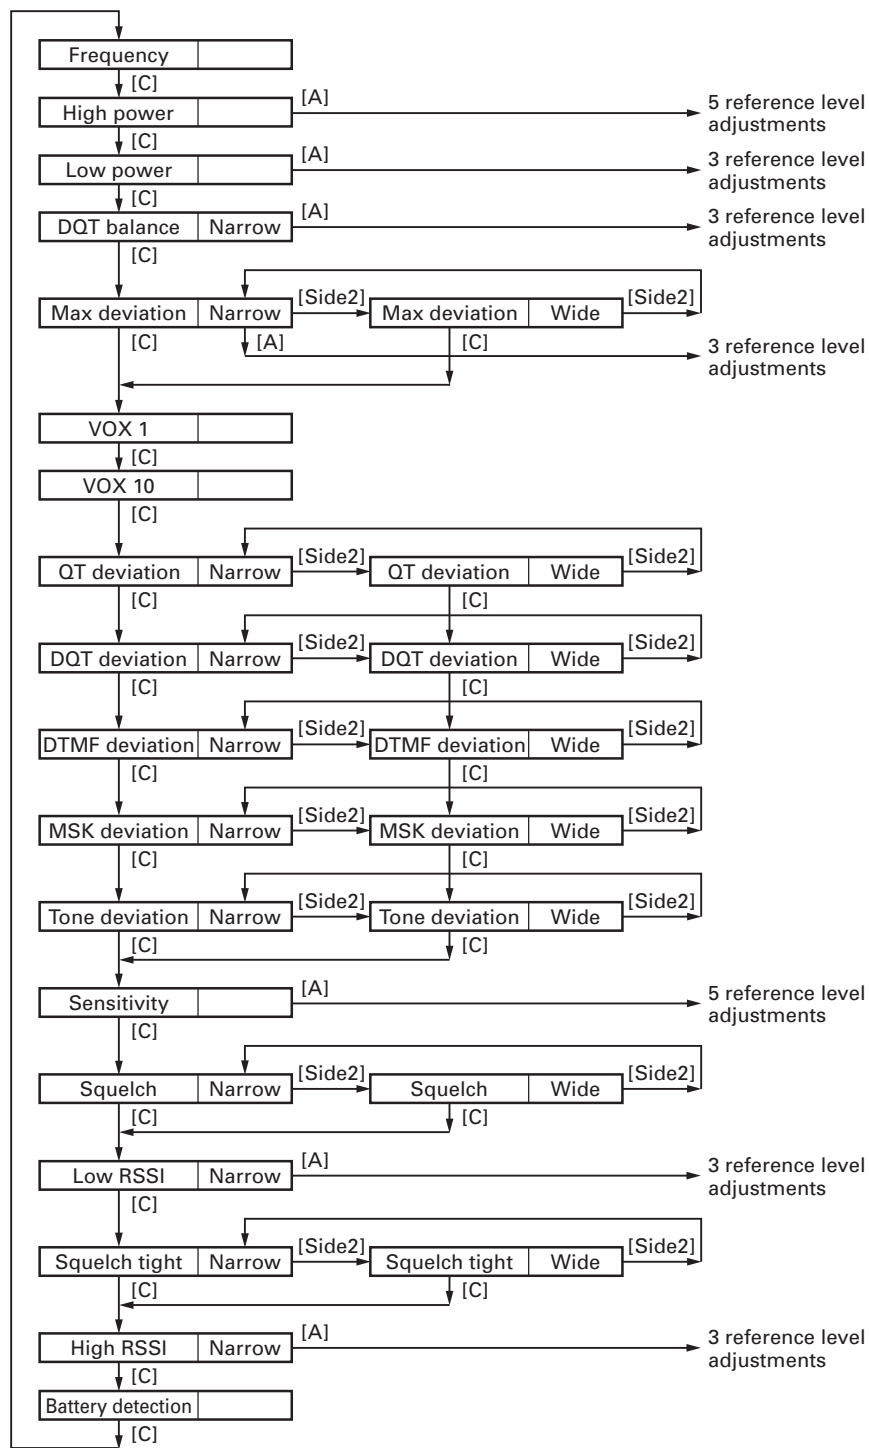 Frequency
[C]
High power [A] 5 reference level
adjustments
[C]
Low power [A] 3 reference level
adjustments
[C]
DQT balance Narrow [A] 3 reference level
adjustments
[C]
Max deviation Narrow [Side2] Max deviation Wide [Side2]
[C] [A] [C]
3 reference level
adjustments
VOX 1
[C]
VOX 10
[C]
QT deviation Narrow [Side2] QT deviation Wide [Side2]
[C] [C]
DQT deviation Narrow [Side2] DQT deviation Wide [Side2]
[C] [C]
DTMF deviation Narrow [Side2] DTMF deviation Wide [Side2]
[C] [C]
MSK deviation Narrow [Side2] MSK deviation Wide [Side2]
[C] [C]
Tone deviation Narrow [Side2] Tone deviation Wide [Side2]
[C] [C]
Sensitivity [A] 5 reference level
adjustments
[C]
Squelch Narrow [Side2] Squelch Wide [Side2]
[C] [C]
Low RSSI Narrow [A] 3 reference level
adjustments
[C]
Squelch tight Narrow [Side2] Squelch tight Wide [Side2]
[C] [C]
High RSSI Narrow [A] 3 reference level
adjustments
[C]
Battery detection
[C]